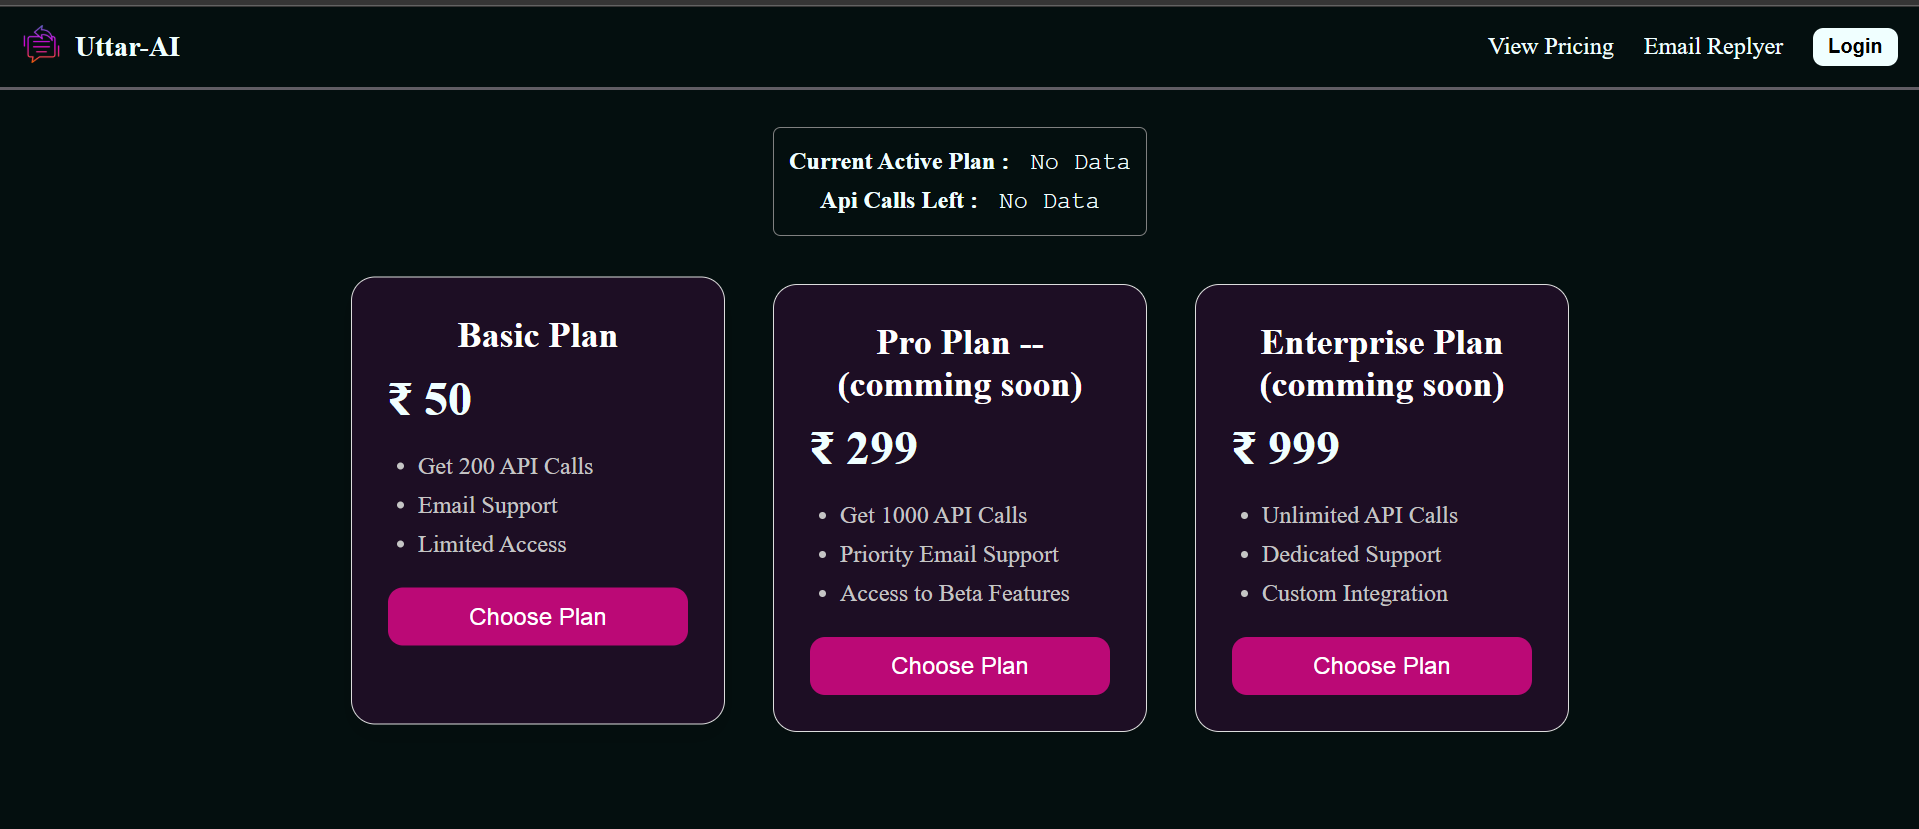 Uttar-AI
View Pricing
Email Replyer
Login
Current Active Plan : No Data
Api Calls Left : No Data
Basic Plan
₹ 50
• Get 200 API Calls
• Email Support
• Limited Access
Choose Plan
Pro Plan --
(comming soon)
₹ 299
• Get 1000 API Calls
• Priority Email Support
• Access to Beta Features
Choose Plan
Enterprise Plan
(comming soon)
₹ 999
• Unlimited API Calls
• Dedicated Support
• Custom Integration
Choose Plan